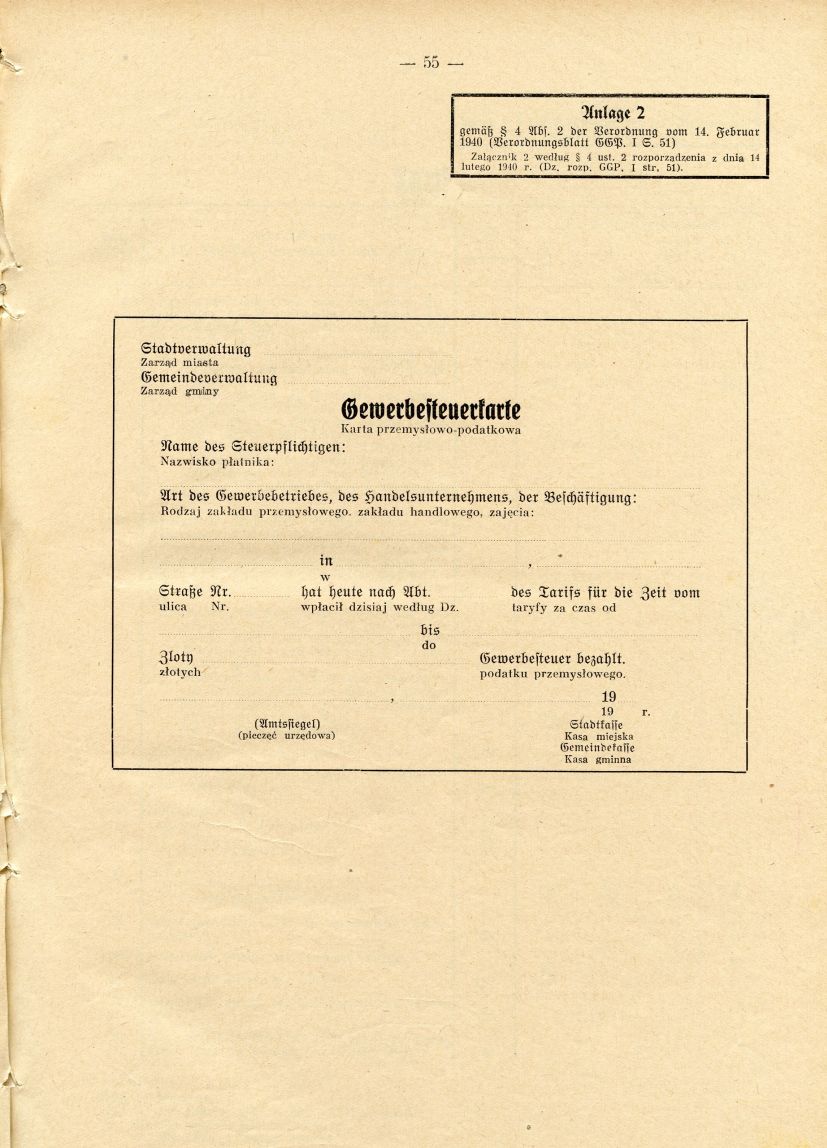 — 55 —
Anlage 2
gemäß § 4 Abs. 2 der Verordnung vom 14. Februar
1940 (Verordnungsblatt GGP. I S. 51)
Załącznik 2 według § 4 ust. 2 rozporządzenia z dnia 14
lutego 1940 r. (Dz. rozp. GGP, I str, 51).
Stadtverwaltung
Zarząd miasta
Gemeindeverwaltung
Zarząd gminy
Gewerbesteuerkarte
Karta przemysłowo-podatkowa
Name des Steuerpflichtigen:
Nazwisko płatnika:
Art des Gewerbebetriebes, des Handelsunternehmens, der Beschäftigung:
Rodzaj zakładu przemysłowego. zakładu handlowego, zajęcia:
in ,
w
Straße Nr. hat heute nach Abt. des Tarifs für die Zeit vom
ulica Nr. wpłacił dzisiaj według Dz. taryfy za czas od
bis
do
Zloty Gewerbesteuer bezahlt.
złotych podatku przemysłowego.
, 19
19 r.
(Amtssiegel) Stadtkasse
(pieczęć urzędowa) Kasa miejska
Gemeindekasse
Kasa gminna